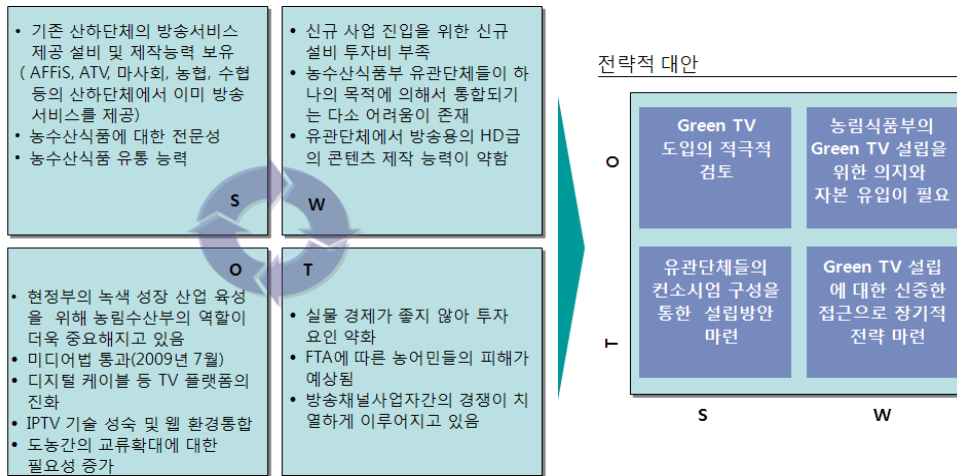 • 기존 산하단체의 방송서비스
제공 설비 및 제작능력 보유
( AFFiS, ATV, 마사회, 농협, 수협
등의 산하단체에서 이미 방송
서비스를 제공)
• 농수산식품에 대한 전문성
• 농수산식품 유통 능력
S
• 신규 사업 진입을 위한 신규
설비 투자비 부족
• 농수산식품부 유관단체들이 하
나의 목적에 의해서 통합되기
는 다소 어려움이 존재
• 유관단체에서 방송용의 HD급
의 콘텐츠 제작 능력이 약함
W
O
• 현정부의 녹색 성장 산업 육성
을 위해 농림수산부의 역할이
더욱 중요해지고 있음
• 미디어법 통과(2009년 7월)
• 디지털 케이블 등 TV 플랫폼의
진화
• IPTV 기술 성숙 및 웹 환경통합
• 도농간의 교류확대에 대한
필요성 증가
T
• 실물 경제가 좋지 않아 투자
요인 약화
• FTA에 따른 농어민들의 피해가
예상됨
• 방송채널사업자간의 경쟁이 치
열하게 이루어지고 있음
전략적 대안
O
Green TV
도입의 적극적
검토
농림식품부의
Green TV 설립을
위한 의지와
자본 유입이 필요
T
유관단체들의
컨소시엄 구성을
통한 설립방안
마련
Green TV 설립
에 대한 신중한
접근으로 장기적
전략 마련
S
W